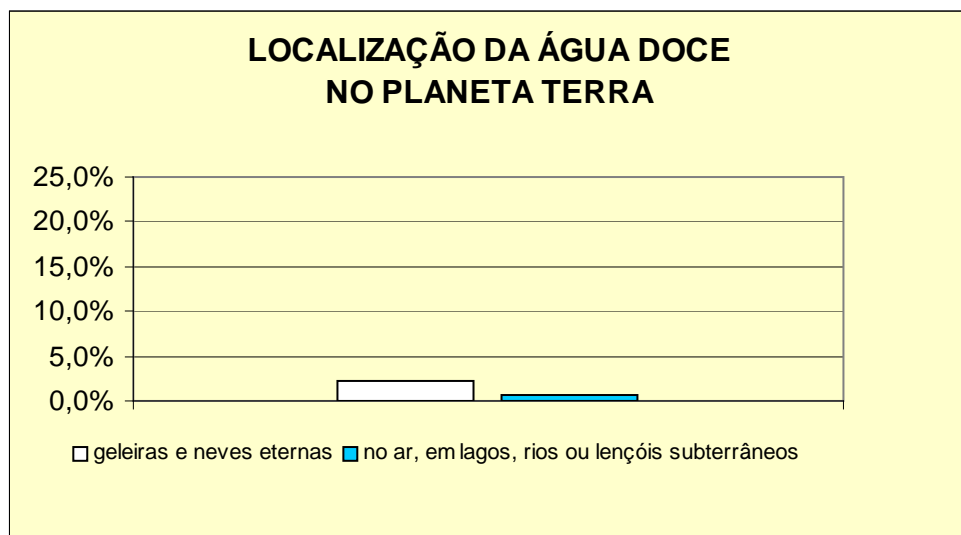 LOCALIZAÇÃO DA ÁGUA DOCE
NO PLANETA TERRA
25,0%
20,0%
15,0%
10,0%
5,0%
0,0%
geleiras e neves eternas no ar, em lagos, rios ou lençóis subterrâneos